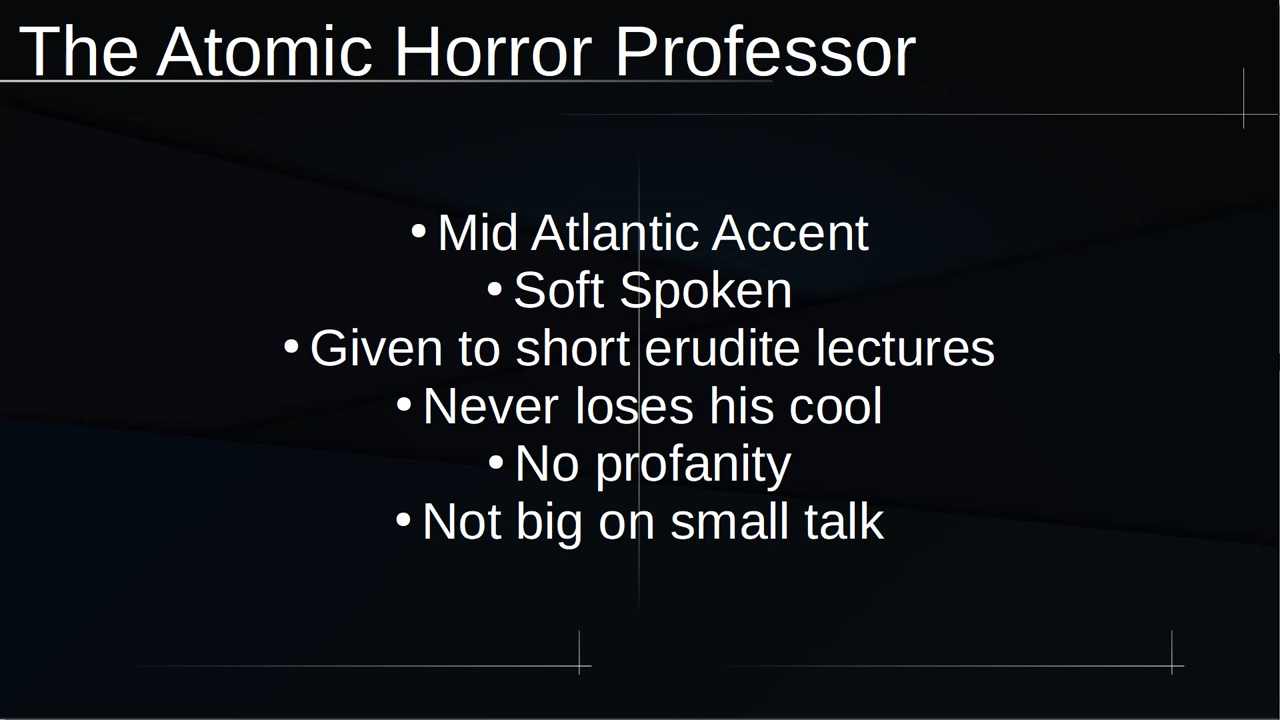 The Atomic Horror Professor
• Mid Atlantic Accent
• Soft Spoken
• Given to short erudite lectures
• Never loses his cool
• No profanity
• Not big on small talk